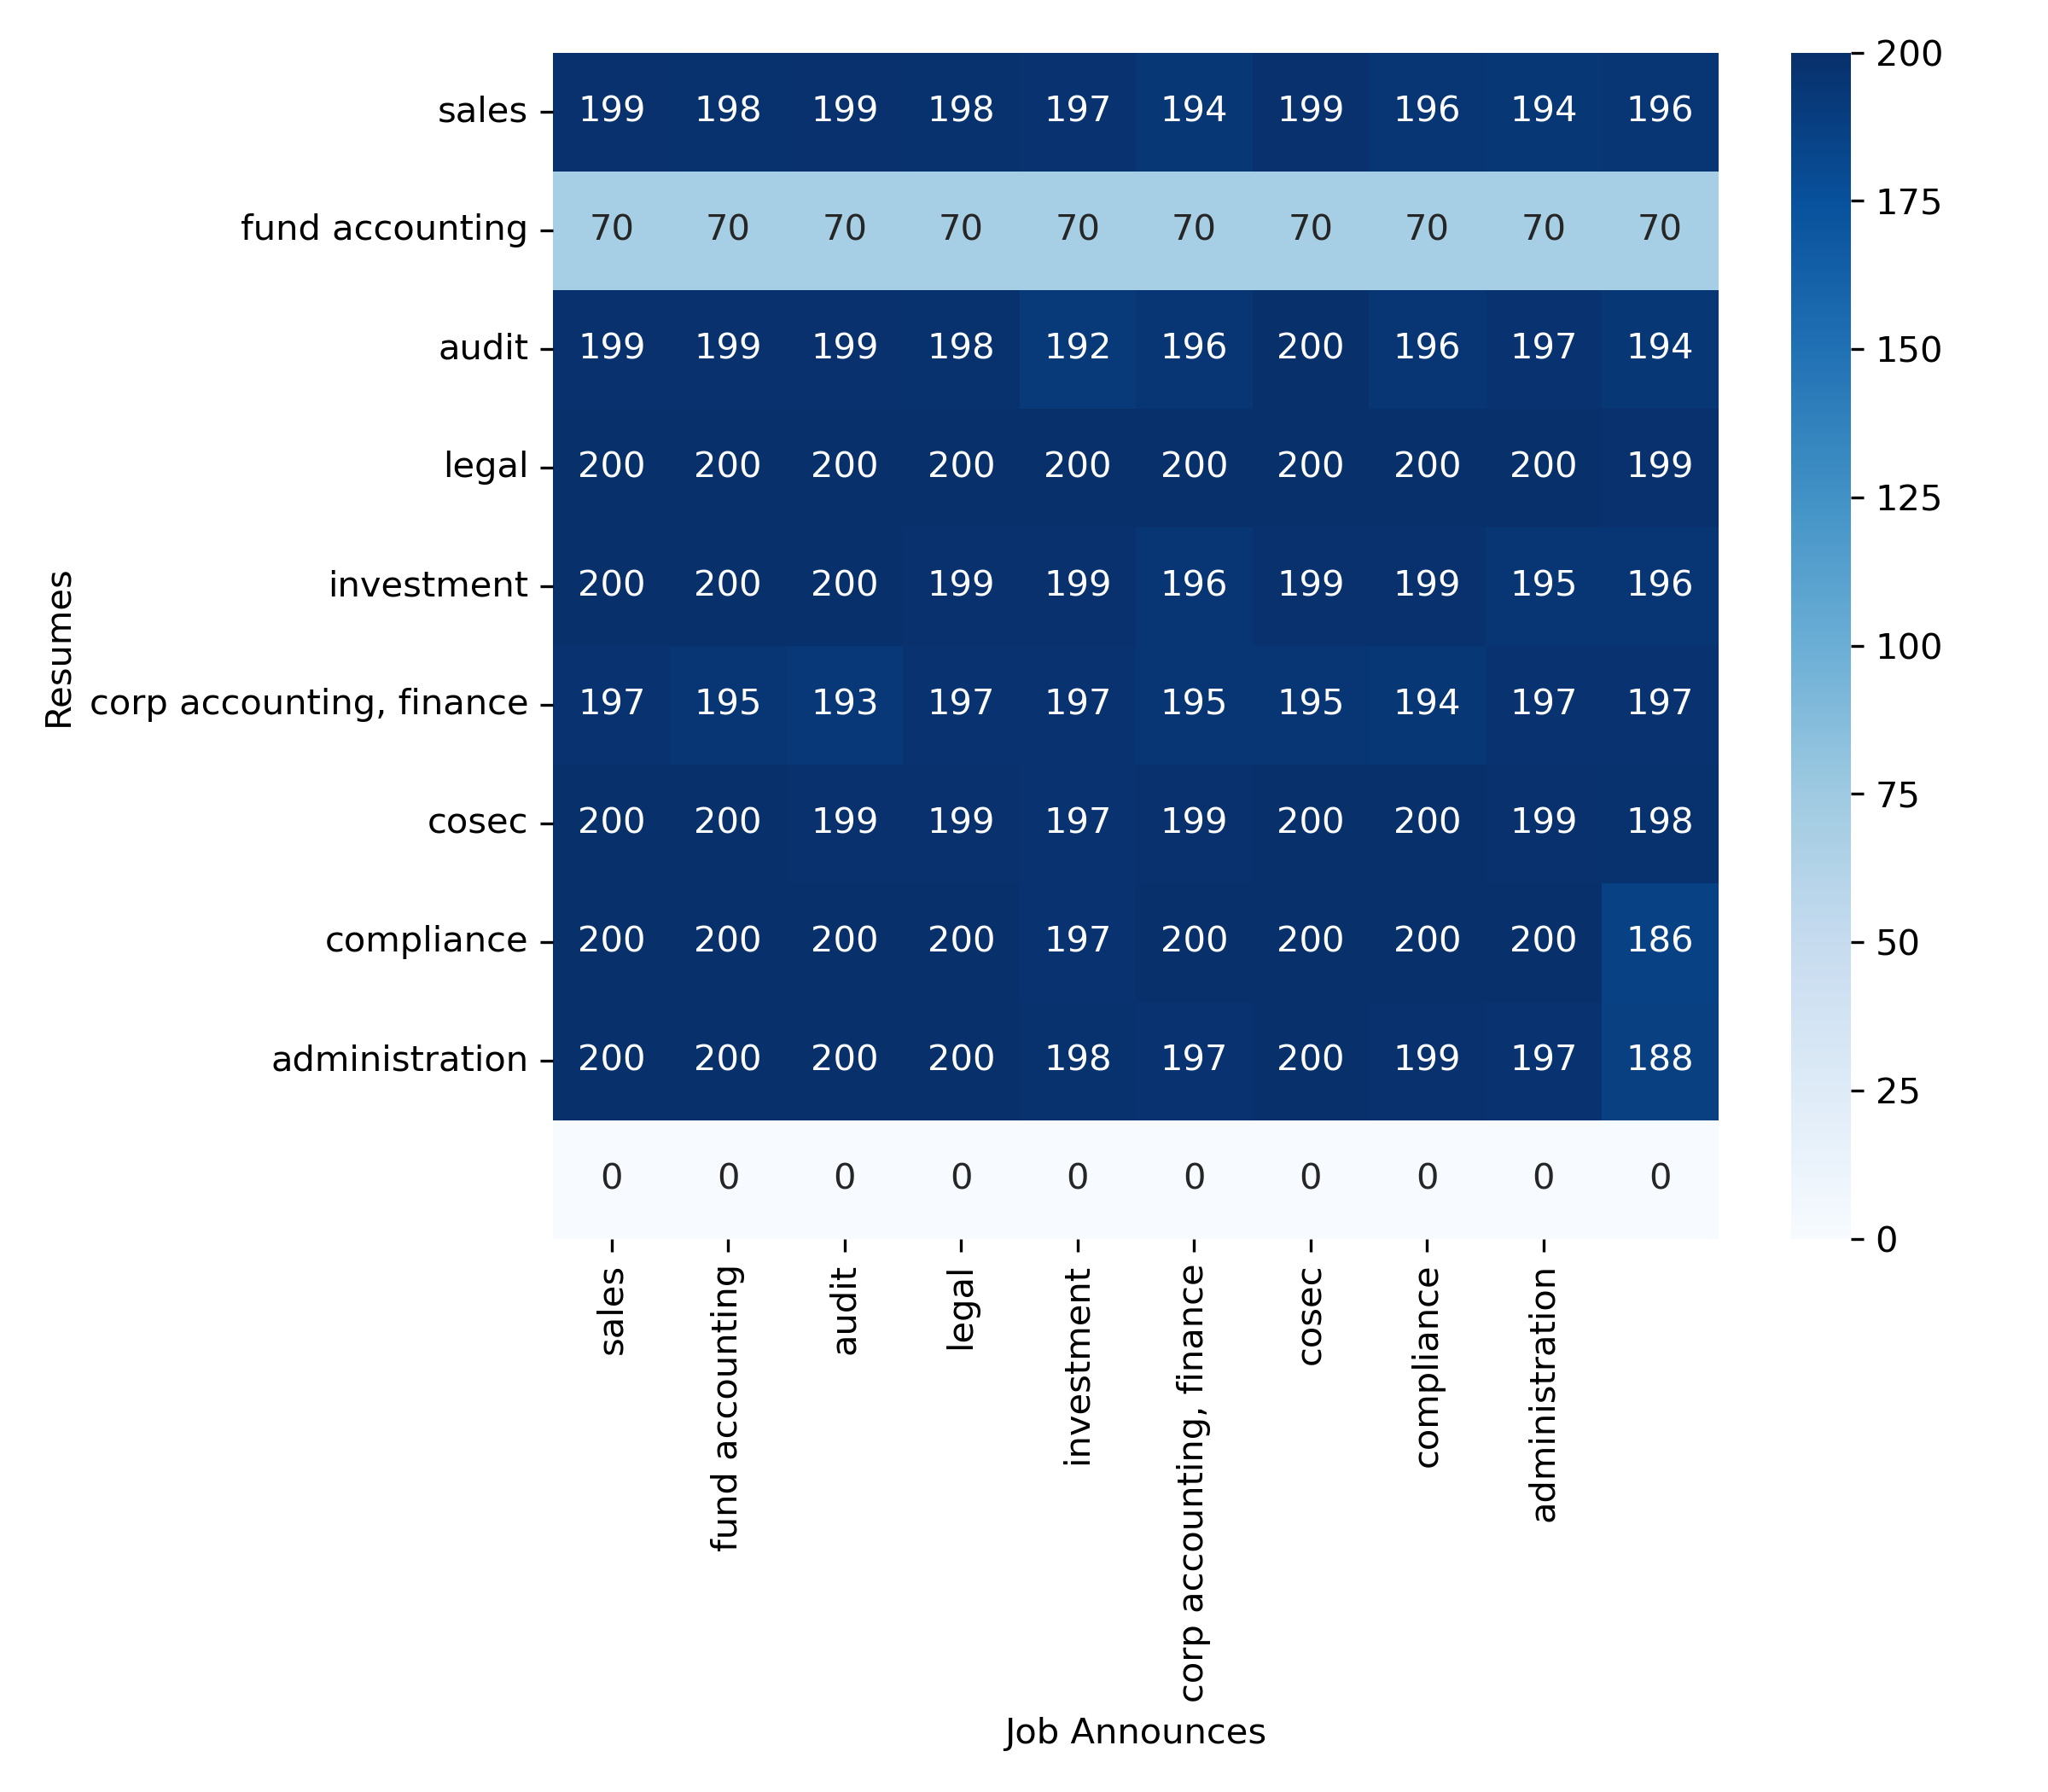 sales 199 198 199 198 197 194 199 196 194 196
fund accounting 70 70 70 70 70 70 70 70 70 70
audit 199 199 199 198 192 196 200 196 197 194
legal 200 200 200 200 200 200 200 200 200 199
investment 200 200 200 199 199 196 199 199 195 196
corp accounting, finance 197 195 193 197 197 195 195 194 197 197
cosec 200 200 199 199 197 199 200 200 199 198
compliance 200 200 200 200 197 200 200 200 200 186
administration 200 200 200 200 198 197 200 199 197 188
0 0 0 0 0 0 0 0 0 0
Resumes
sales
fund accounting
audit
legal
investment
corp accounting, finance
cosec
compliance
administration
Job Announces
200
175
150
125
100
75
50
25
0